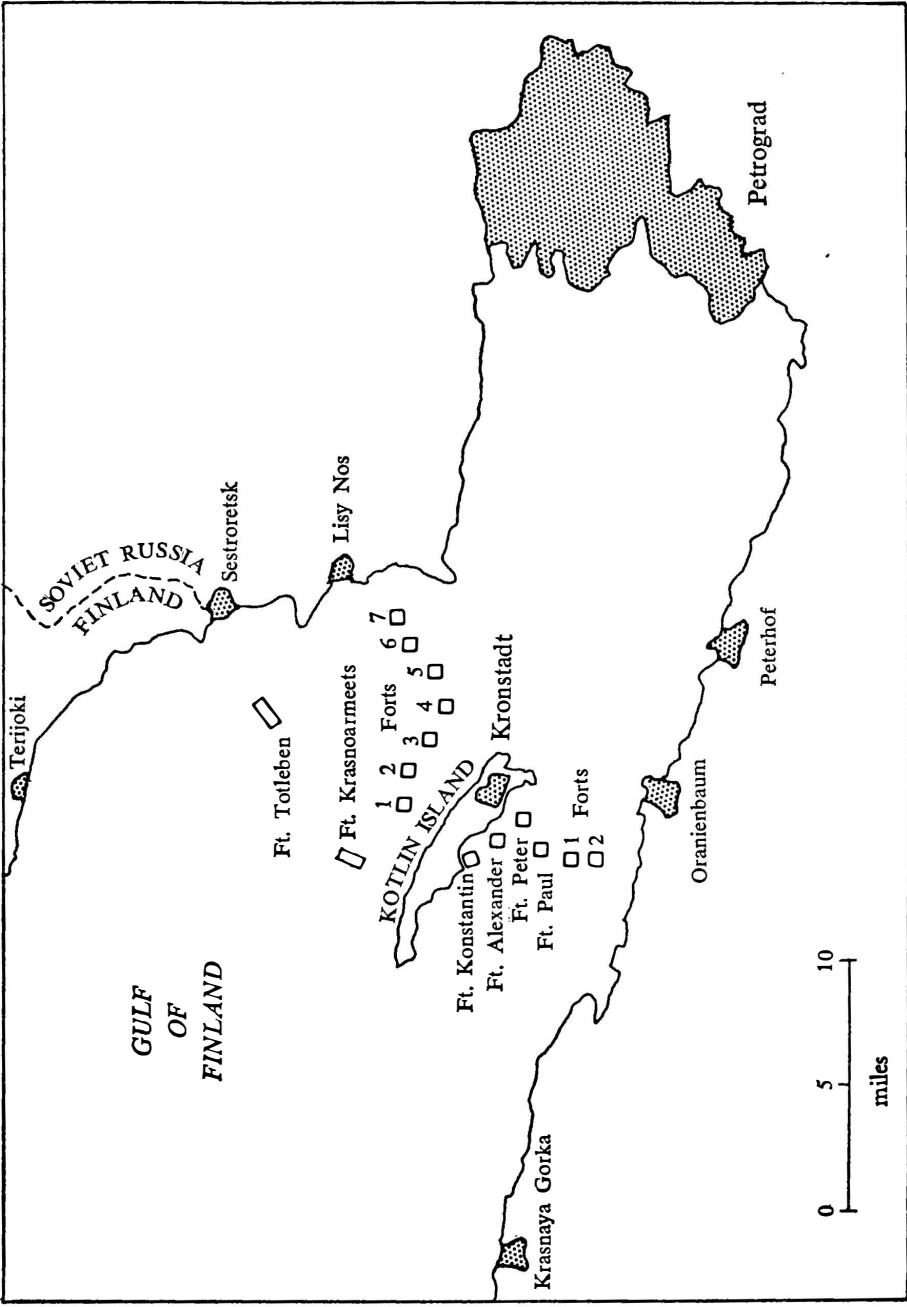 Terijoki
SOVIET RUSSIA
FINLAND
Sestroretsk
Lisy Nos
GULF
OF
FINLAND
Ft. Totleben
Ft. Krasnoarmeets
Forts
1 2 3 4 5 6 7
KOTLIN ISLAND
Kronstadt
Ft. Konstantin
Ft. Alexander
Ft. Peter
Ft. Paul
1 Forts
2
Petrograd
Krasnaya Gorka
Oranienbaum
Peterhof
0 5 10
miles